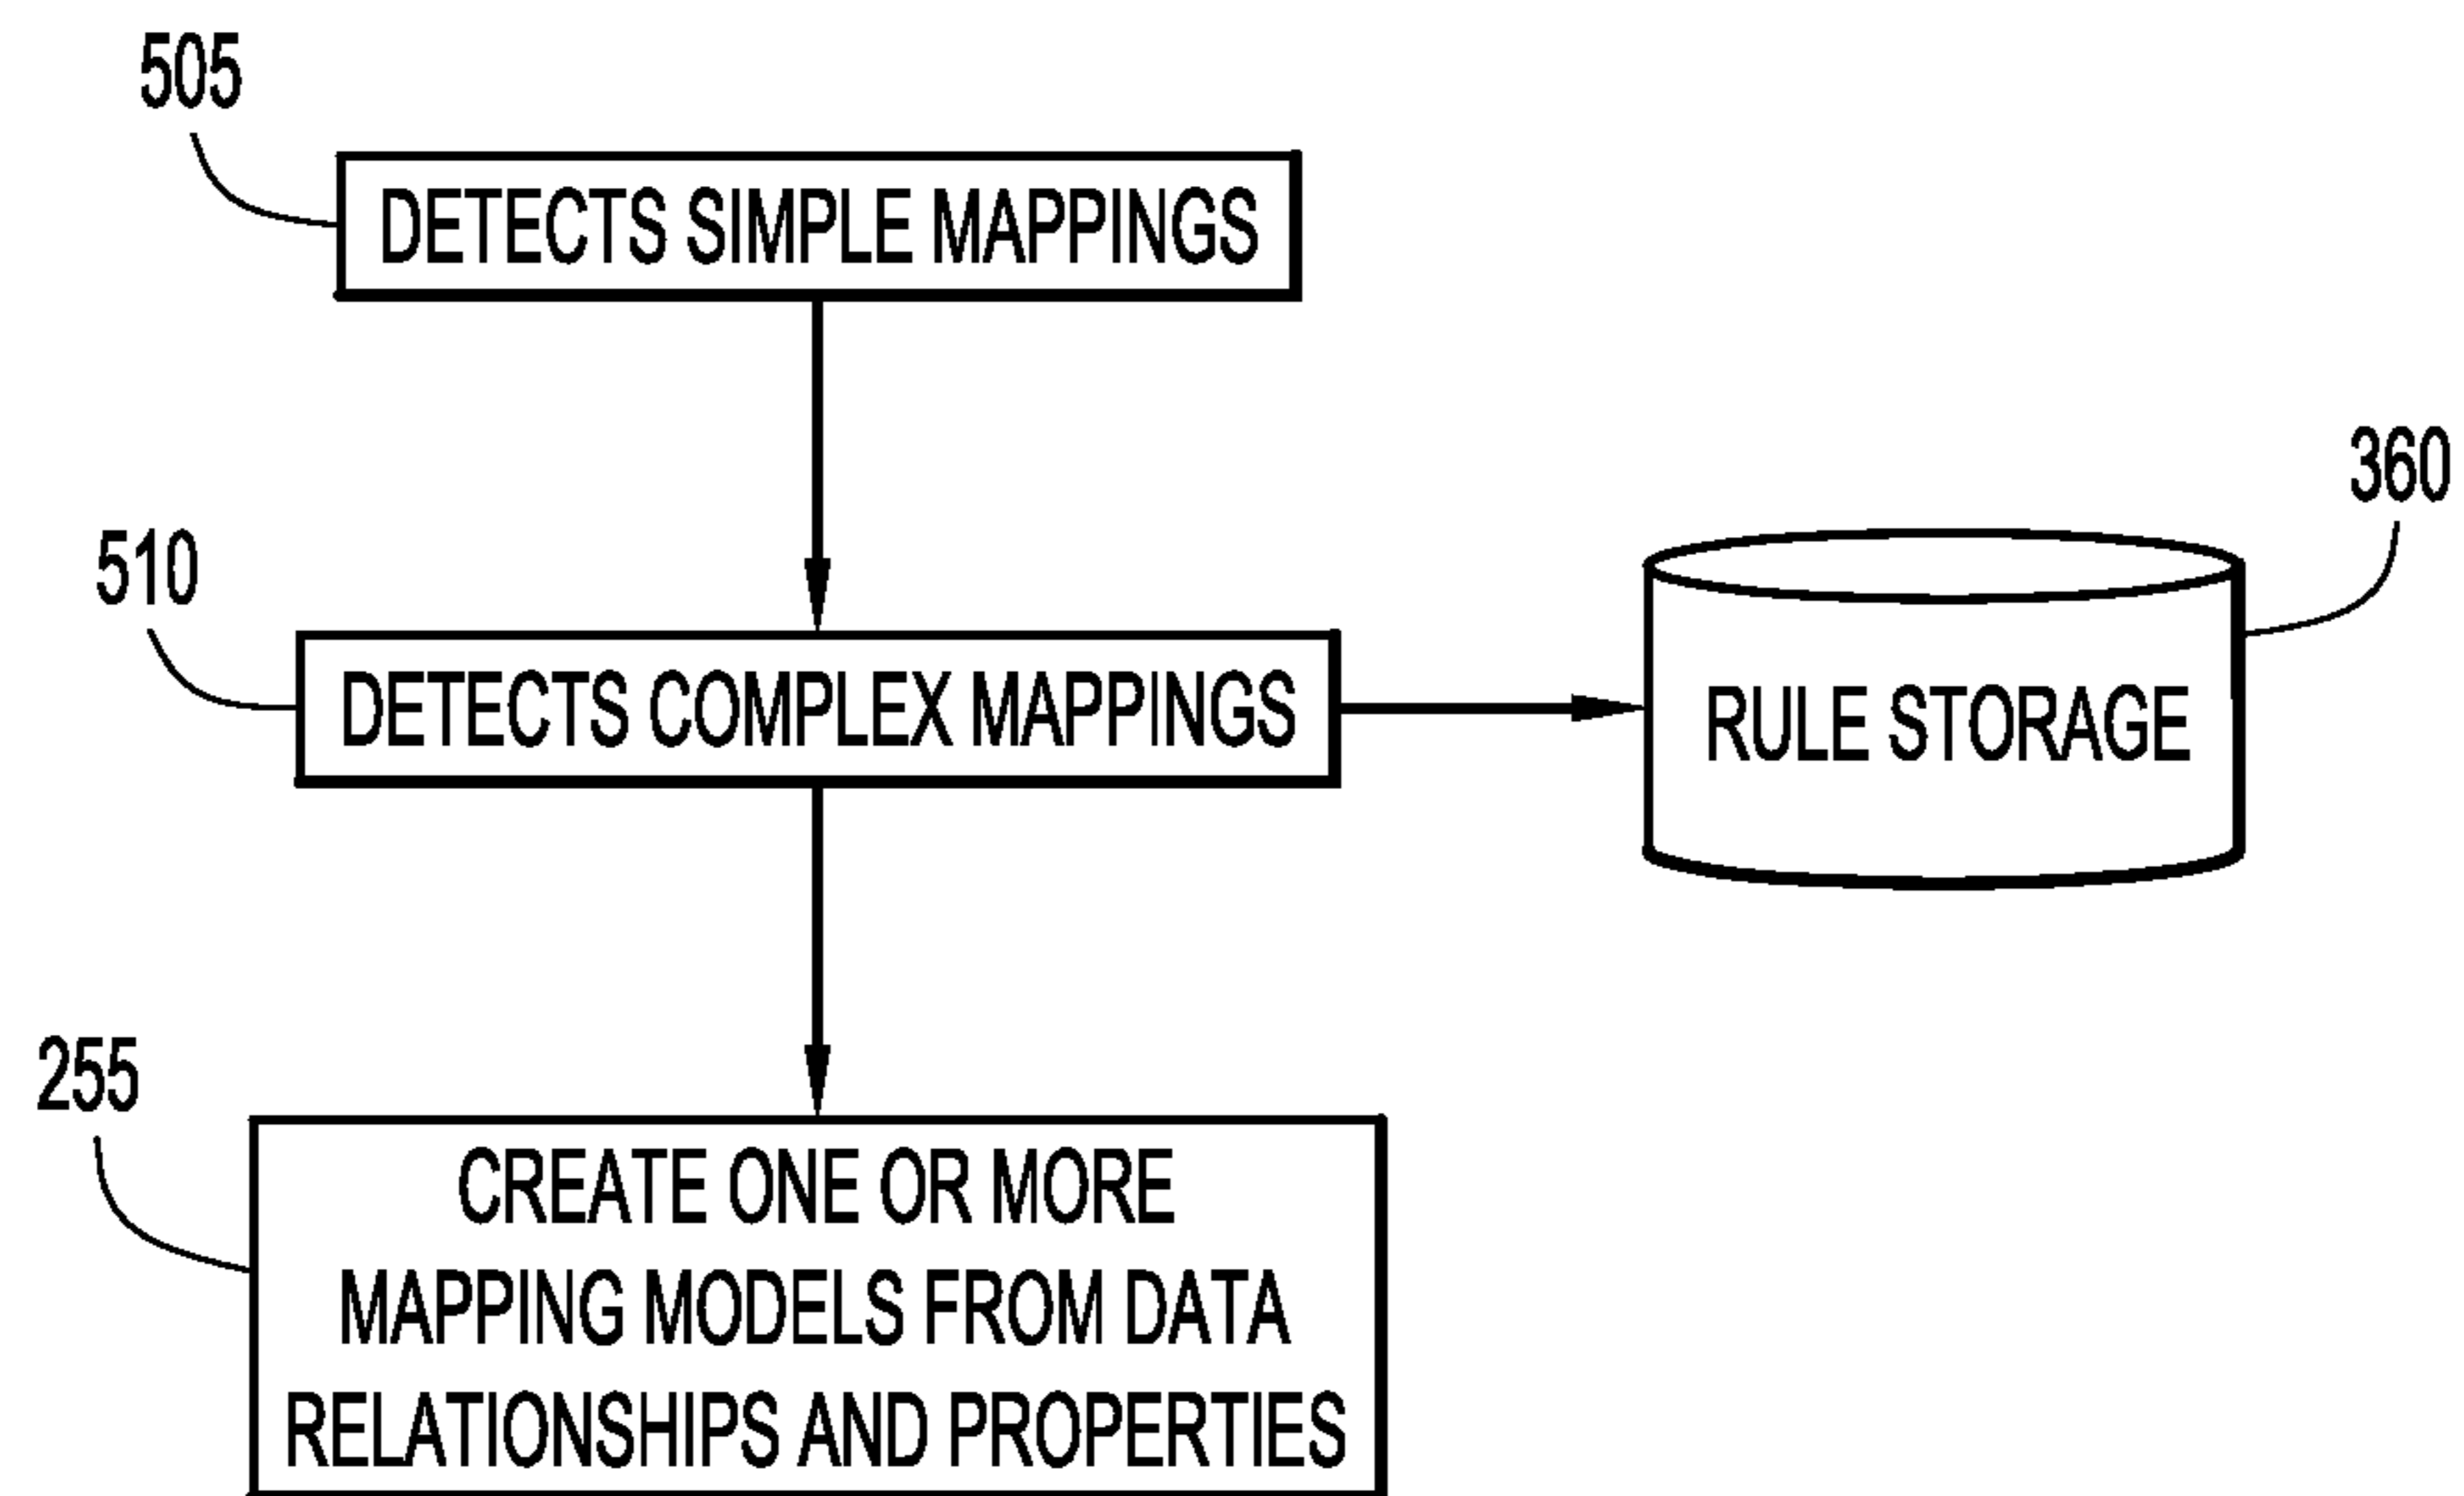 505
DETECTS SIMPLE MAPPINGS
510
DETECTS COMPLEX MAPPINGS
360
RULE STORAGE
255
CREATE ONE OR MORE
MAPPING MODELS FROM DATA
RELATIONSHIPS AND PROPERTIES